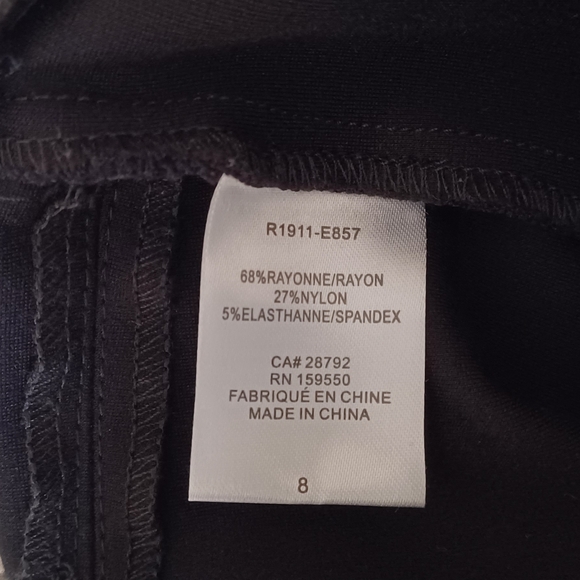 R1911-E857
68%RAYONNE/RAYON
27%NYLON
5%ELASTHANNE/SPANDEX
CA# 28792
RN 159550
FABRIQUÉ EN CHINE
MADE IN CHINA
8